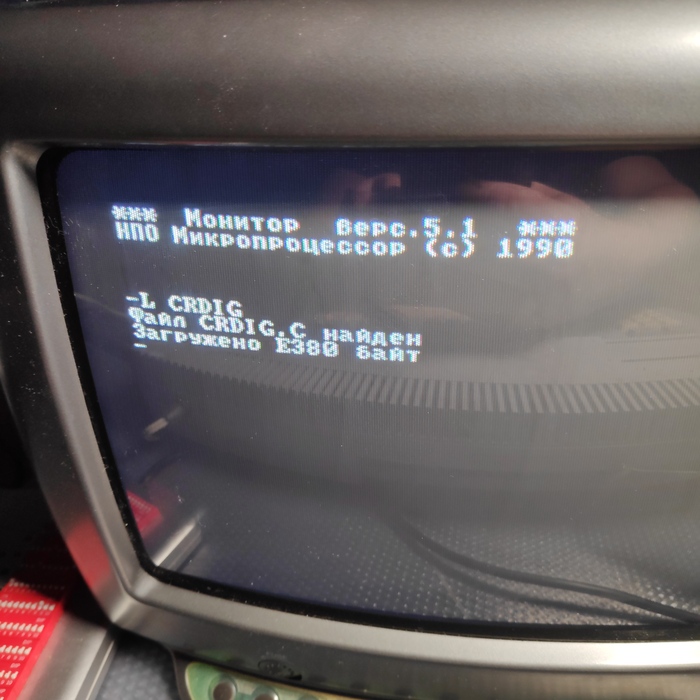 *** Монитор Верс.5.1 ***
НПО Микропроцессор (c) 1990
-L CRDIG
Файл CRDIG.C найден
Загружено E380 байт
-